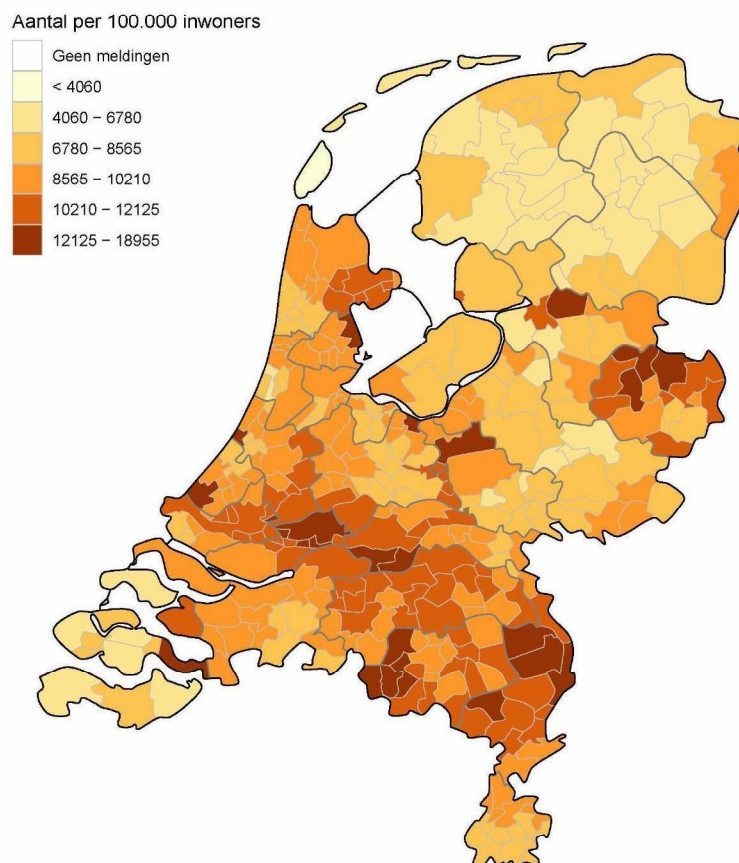 Aantal per 100.000 inwoners
Geen meldingen
< 4060
4060 − 6780
6780 − 8565
8565 − 10210
10210 − 12125
12125 − 18955